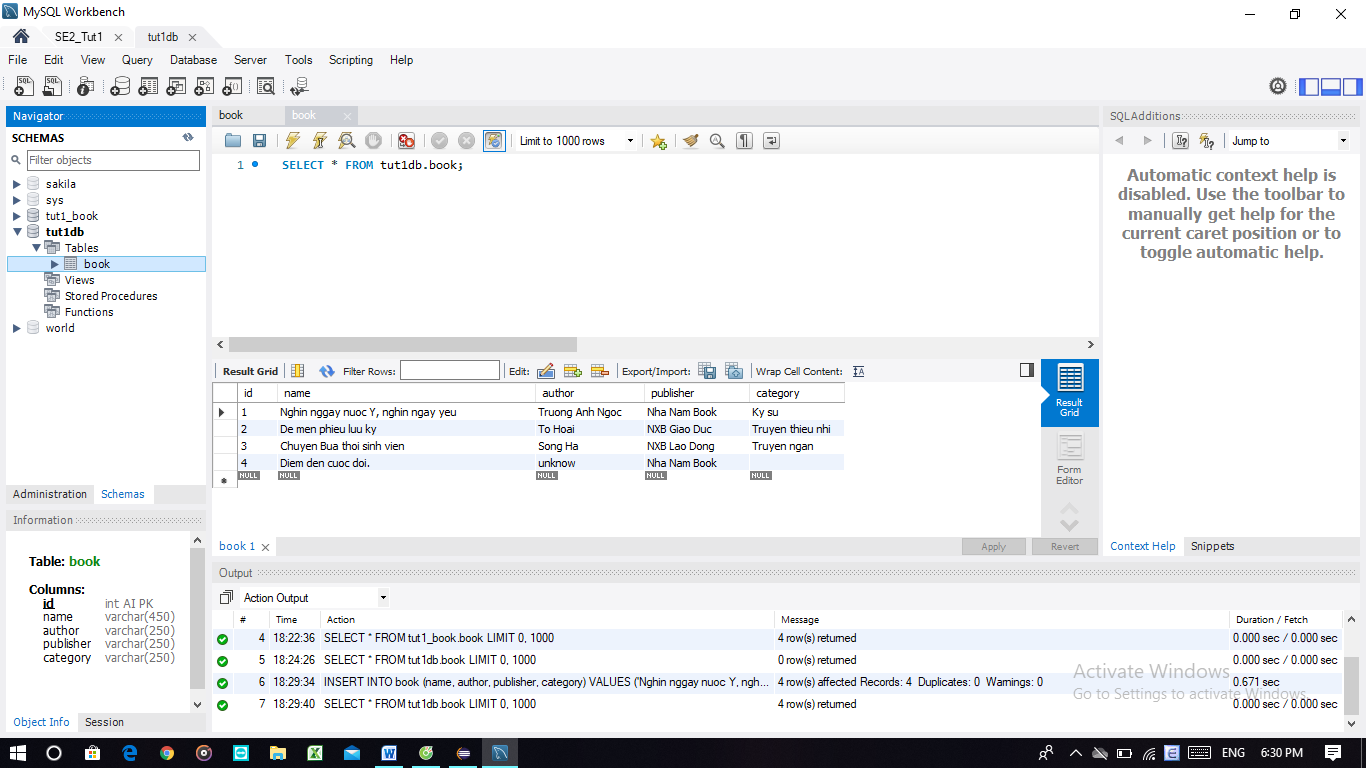 MySQL Workbench
SE2_Tut1 × tut1db ×
File Edit View Query Database Server Tools Scripting Help
Navigator
SCHEMAS
Filter objects
sakila
sys
tut1_book
tut1db
Tables
book
Views
Stored Procedures
Functions
world
Administration Schemas
Information
Table: book
Columns:
id int AI PK
name varchar(450)
author varchar(250)
publisher varchar(250)
category varchar(250)
Object Info Session
book book ×
Limit to 1000 rows
1 SELECT * FROM tut1db.book;
Result Grid Filter Rows: Edit: Export/Import: Wrap Cell Content:
id name author publisher category
1 Nghin nggay nuoc Y, nghin ngay yeu Truong Anh Ngoc Nha Nam Book Ky su
2 De men phieu luu ky To Hoai NXB Giao Duc Truyen thieu nhi
3 Chuyen Bua thoi sinh vien Song Ha NXB Lao Dong Truyen ngan
4 Diem den cuoc doi. unknow Nha Nam Book
NULL NULL NULL NULL NULL
Result
Grid
Form
Editor
book 1 × Apply Revert
SQLAdditions
Jump to
Automatic context help is
disabled. Use the toolbar to
manually get help for the
current caret position or to
toggle automatic help.
Context Help Snippets
Output
Action Output
# Time Action Message Duration / Fetch
4 18:22:36 SELECT * FROM tut1_book.book LIMIT 0, 1000 4 row(s) returned 0.000 sec / 0.000 sec
5 18:24:26 SELECT * FROM tut1db.book LIMIT 0, 1000 0 row(s) returned 0.000 sec / 0.000 sec
6 18:29:34 INSERT INTO book (name, author, publisher, category) VALUES ('Nghin nggay nuoc Y, ngh... 4 row(s) affected Records: 4 Duplicates: 0 Warnings: 0 0.671 sec
7 18:29:40 SELECT * FROM tut1db.book LIMIT 0, 1000 4 row(s) returned 0.000 sec / 0.000 sec
Activate Windows
Go to Settings to activate Windows.
ENG 6:30 PM